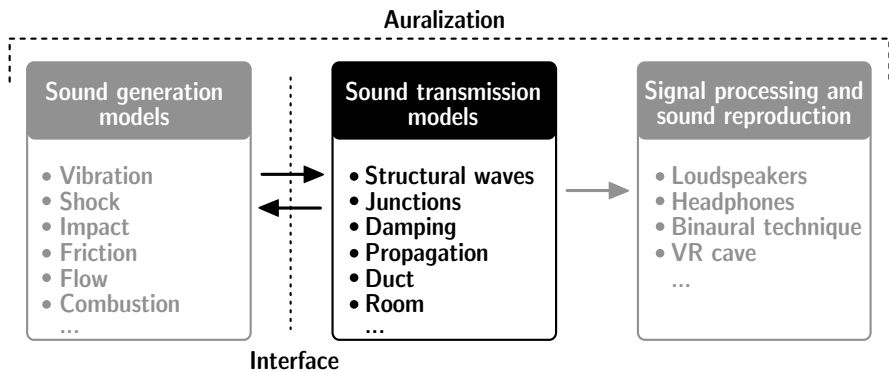 Auralization
Sound generation
models
• Vibration
• Shock
• Impact
• Friction
• Flow
• Combustion
...
Interface
Sound transmission
models
• Structural waves
• Junctions
• Damping
• Propagation
• Duct
• Room
...
Signal processing and
sound reproduction
• Loudspeakers
• Headphones
• Binaural technique
• VR cave
...